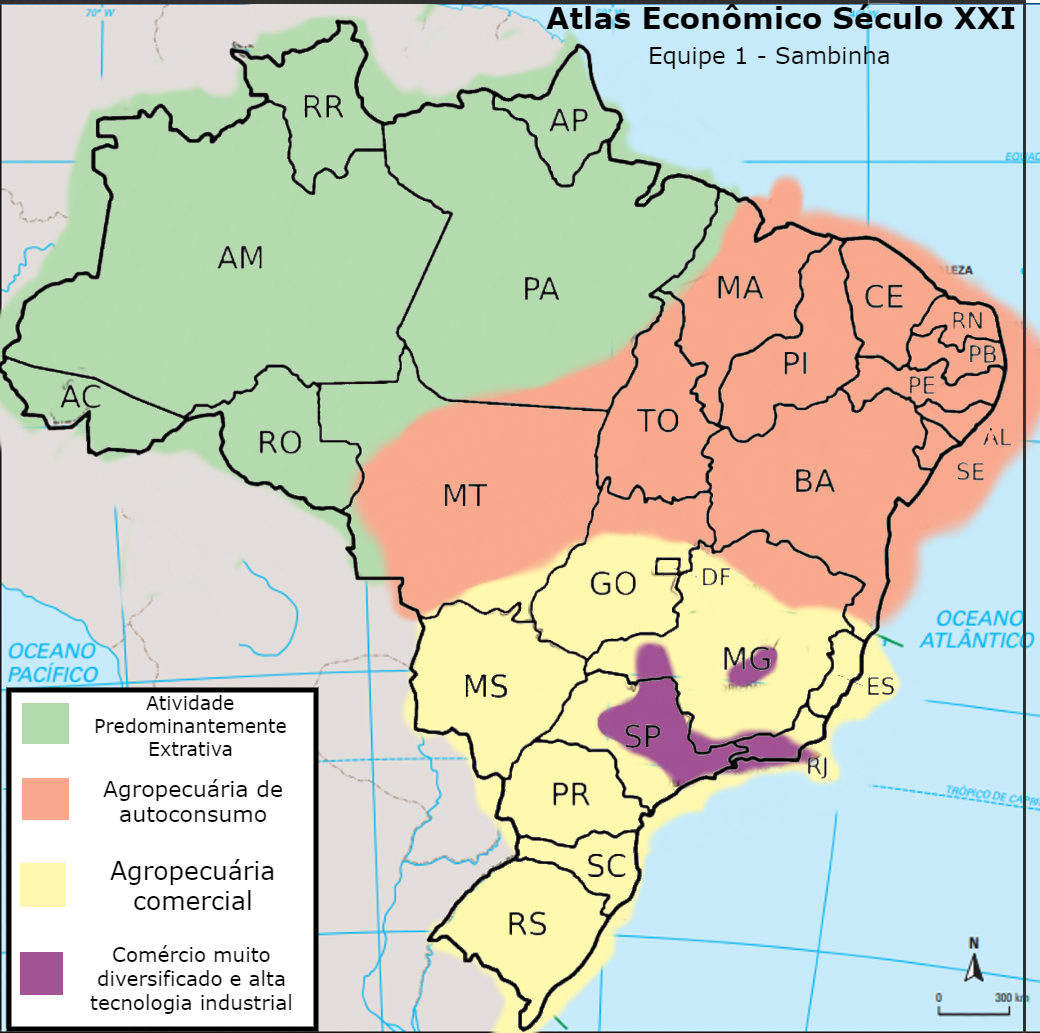 70° W
Atlas Econômico Século XXI
Equipe 1 - Sambinha
RR
AP
AM
PA
MA
CE
LEZA
RN
PB
PI
PE
AC
TO
AL
RO
SE
MT
BA
GO
DF
OCEANO
ATLÂNTICO
OCEANO
PACÍFICO
MG
MS
ES
SP
RJ
PR
TRÓPICO DE CAPRI
SC
RS
Atividade
Predominantemente
Extrativa
Agropecuária de
autoconsumo
Agropecuária
comercial
Comércio muito
diversificado e alta
tecnologia industrial
N
0 300 km